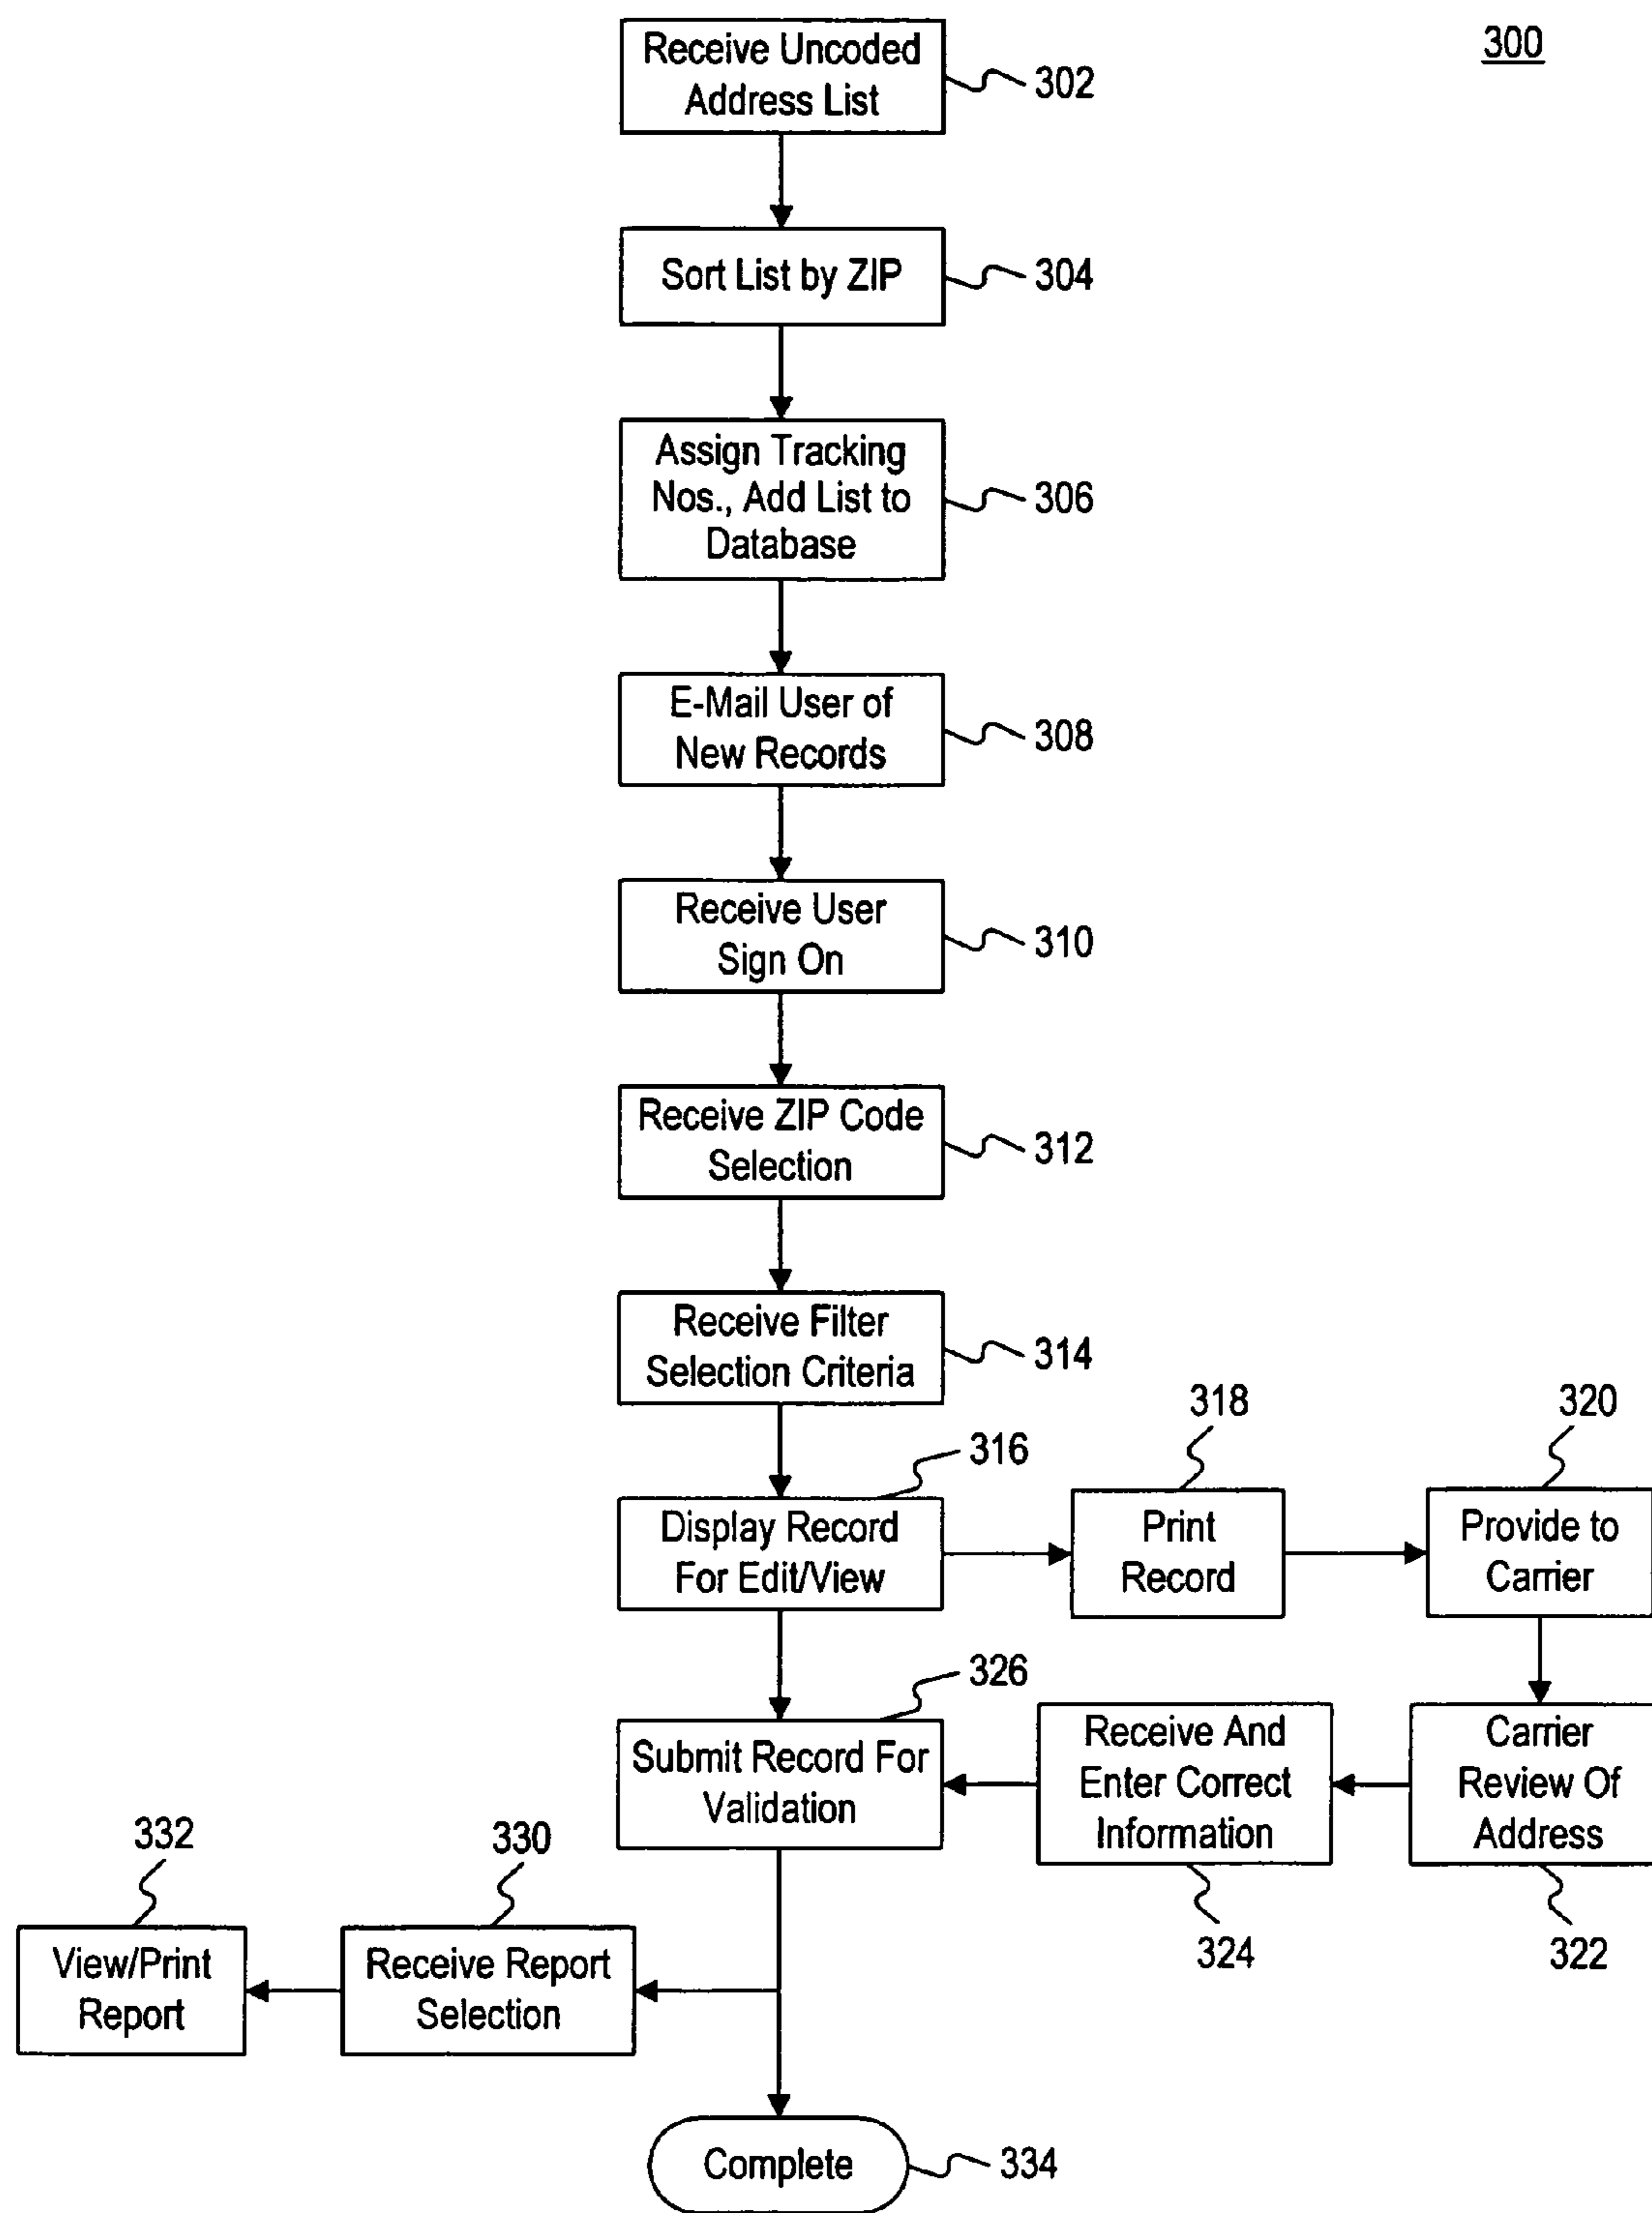 300
Receive Uncoded
Address List
302
Sort List by ZIP
304
Assign Tracking
Nos., Add List to
Database
306
E-Mail User of
New Records
308
Receive User
Sign On
310
Receive ZIP Code
Selection
312
Receive Filter
Selection Criteria
314
316
Display Record
For Edit/View
318
Print
Record
320
Provide to
Carrier
Carrier
Review Of
Address
322
Receive And
Enter Correct
Information
324
326
Submit Record For
Validation
330
Receive Report
Selection
332
View/Print
Report
Complete
334